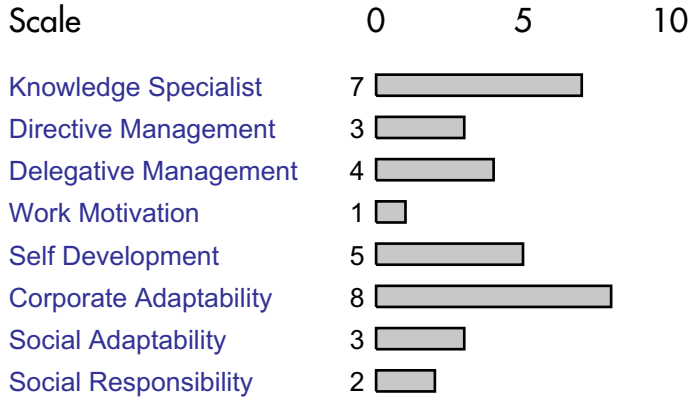 Scale 0 5 10
Knowledge Specialist 7
Directive Management 3
Delegative Management 4
Work Motivation 1
Self Development 5
Corporate Adaptability 8
Social Adaptability 3
Social Responsibility 2